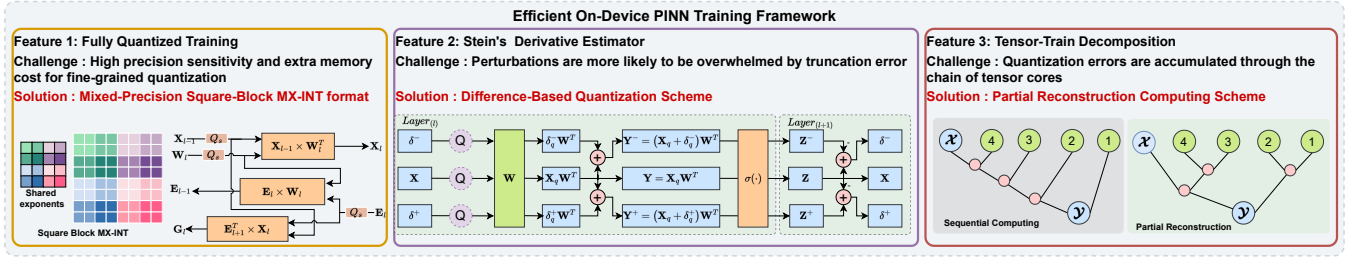 Efficient On-Device PINN Training Framework
Feature 1: Fully Quantized Training
Challenge : High precision sensitivity and extra memory
cost for fine-grained quantization
Solution : Mixed-Precision Square-Block MX-INT format
Shared
exponents
Square Block MX-INT
X_{l-1}
Q_s
X_{l-1} × W_l^T
X_l
W_l
Q_s
E_{l-1}
E_l × W_l
Q_s
E_l
G_l
E_{l+1}^T × X_l
Feature 2: Stein's Derivative Estimator
Challenge : Perturbations are more likely to be overwhelmed by truncation error
Solution : Difference-Based Quantization Scheme
Layer_{(l)}
Layer_{(l+1)}
δ^-
Q
δ_q^- W^T
Y^- = (X_q + δ_q^-)W^T
Z^-
-
δ^-
+
+
X
Q
W
X_q W^T
Y = X_q W^T
σ(·)
Z
X
+
+
-
δ^+
Q
δ_q^+ W^T
Y^+ = (X_q + δ_q^+)W^T
Z^+
δ^+
Feature 3: Tensor-Train Decomposition
Challenge : Quantization errors are accumulated through the
chain of tensor cores
Solution : Partial Reconstruction Computing Scheme
X 4 3 2 1
Y
Sequential Computing
X 4 3 2 1
Y
Partial Reconstruction